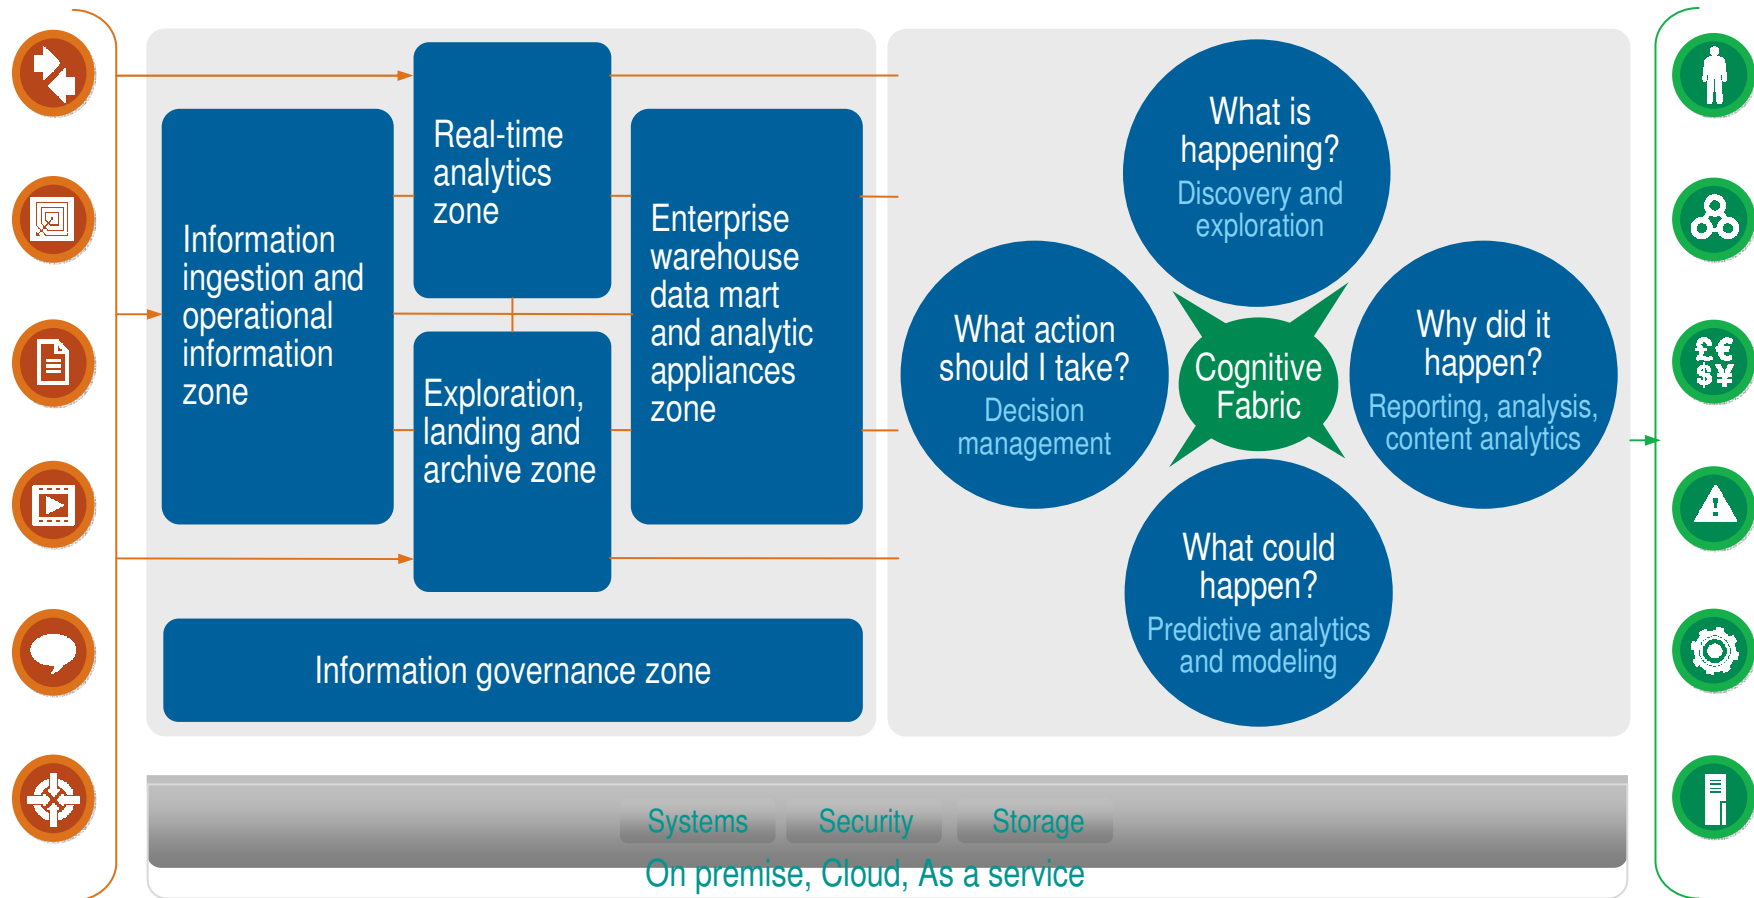 Information
ingestion and
operational
information
zone
Real-time
analytics
zone
Exploration,
landing and
archive zone
Enterprise
warehouse
data mart
and analytic
appliances
zone
Information governance zone
What is
happening?
Discovery and
exploration
What action
should I take?
Decision
management
Cognitive
Fabric
Why did it
happen?
Reporting, analysis,
content analytics
What could
happen?
Predictive analytics
and modeling
£€
$¥
Systems
Security
Storage
On premise, Cloud, As a service